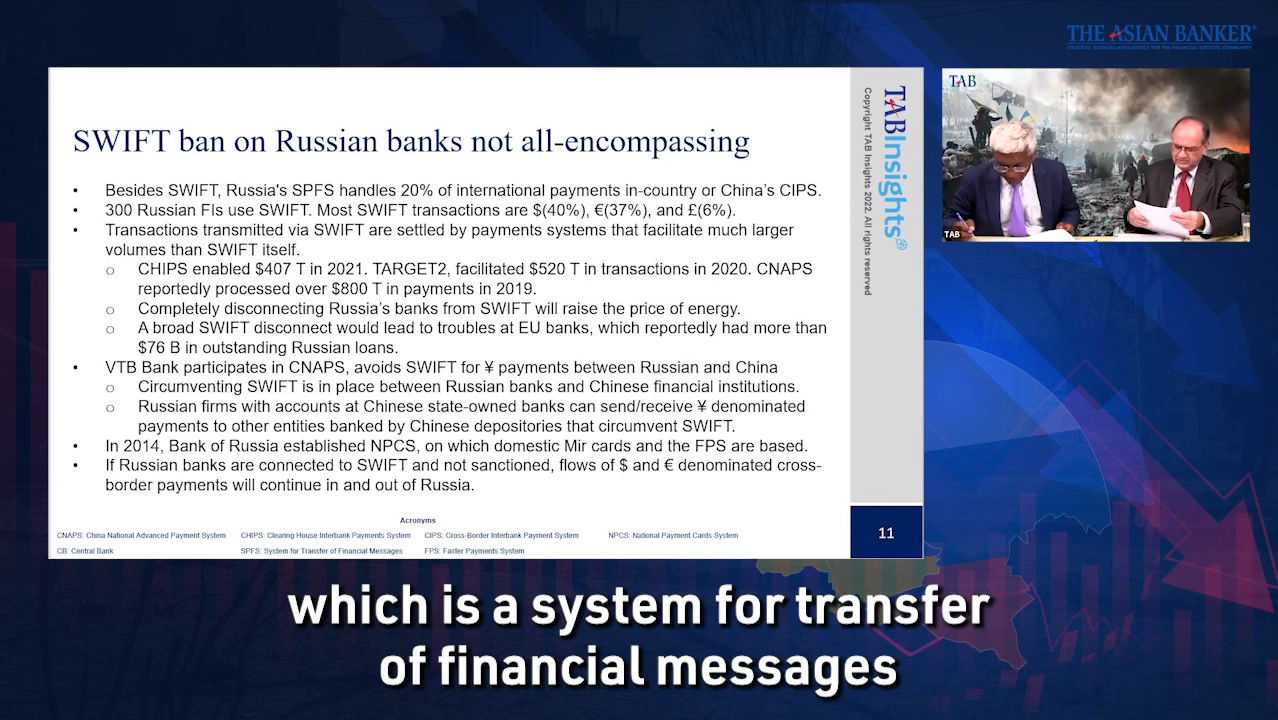 THE ASIAN BANKER®
STRATEGIC BUSINESS INTELLIGENCE FOR THE FINANCIAL SERVICES COMMUNITY
SWIFT ban on Russian banks not all-encompassing
• Besides SWIFT, Russia's SPFS handles 20% of international payments in-country or China's CIPS.
• 300 Russian FIs use SWIFT. Most SWIFT transactions are $(40%), €(37%), and £(6%).
• Transactions transmitted via SWIFT are settled by payments systems that facilitate much larger
volumes than SWIFT itself.
o CHIPS enabled $407 T in 2021. TARGET2, facilitated $520 T in transactions in 2020. CNAPS
reportedly processed over $800 T in payments in 2019.
o Completely disconnecting Russia's banks from SWIFT will raise the price of energy.
o A broad SWIFT disconnect would lead to troubles at EU banks, which reportedly had more than
$76 B in outstanding Russian loans.
• VTB Bank participates in CNAPS, avoids SWIFT for ¥ payments between Russian and China
o Circumventing SWIFT is in place between Russian banks and Chinese financial institutions.
o Russian firms with accounts at Chinese state-owned banks can send/receive ¥ denominated
payments to other entities banked by Chinese depositories that circumvent SWIFT.
• In 2014, Bank of Russia established NPCS, on which domestic Mir cards and the FPS are based.
• If Russian banks are connected to SWIFT and not sanctioned, flows of $ and € denominated cross-
border payments will continue in and out of Russia.
Acronyms
CNAPS: China National Advanced Payment System
CHIPS: Clearing House Interbank Payments System
CIPS: Cross-Border Interbank Payment System
NPCS: National Payment Cards System
CB: Central Bank
SPFS: System for Transfer of Financial Messages
FPS: Faster Payments System
TABInsights
Copyright TAB Insights 2022. All rights reserved
11
TAB
TAB
which is a system for transfer
of financial messages